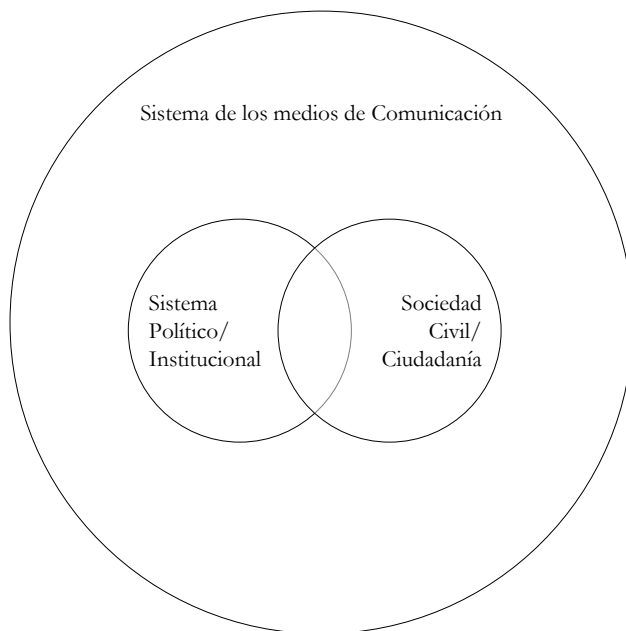 Sistema de los medios de Comunicación
Sistema
Político/
Institucional
Sociedad
Civil/
Ciudadanía